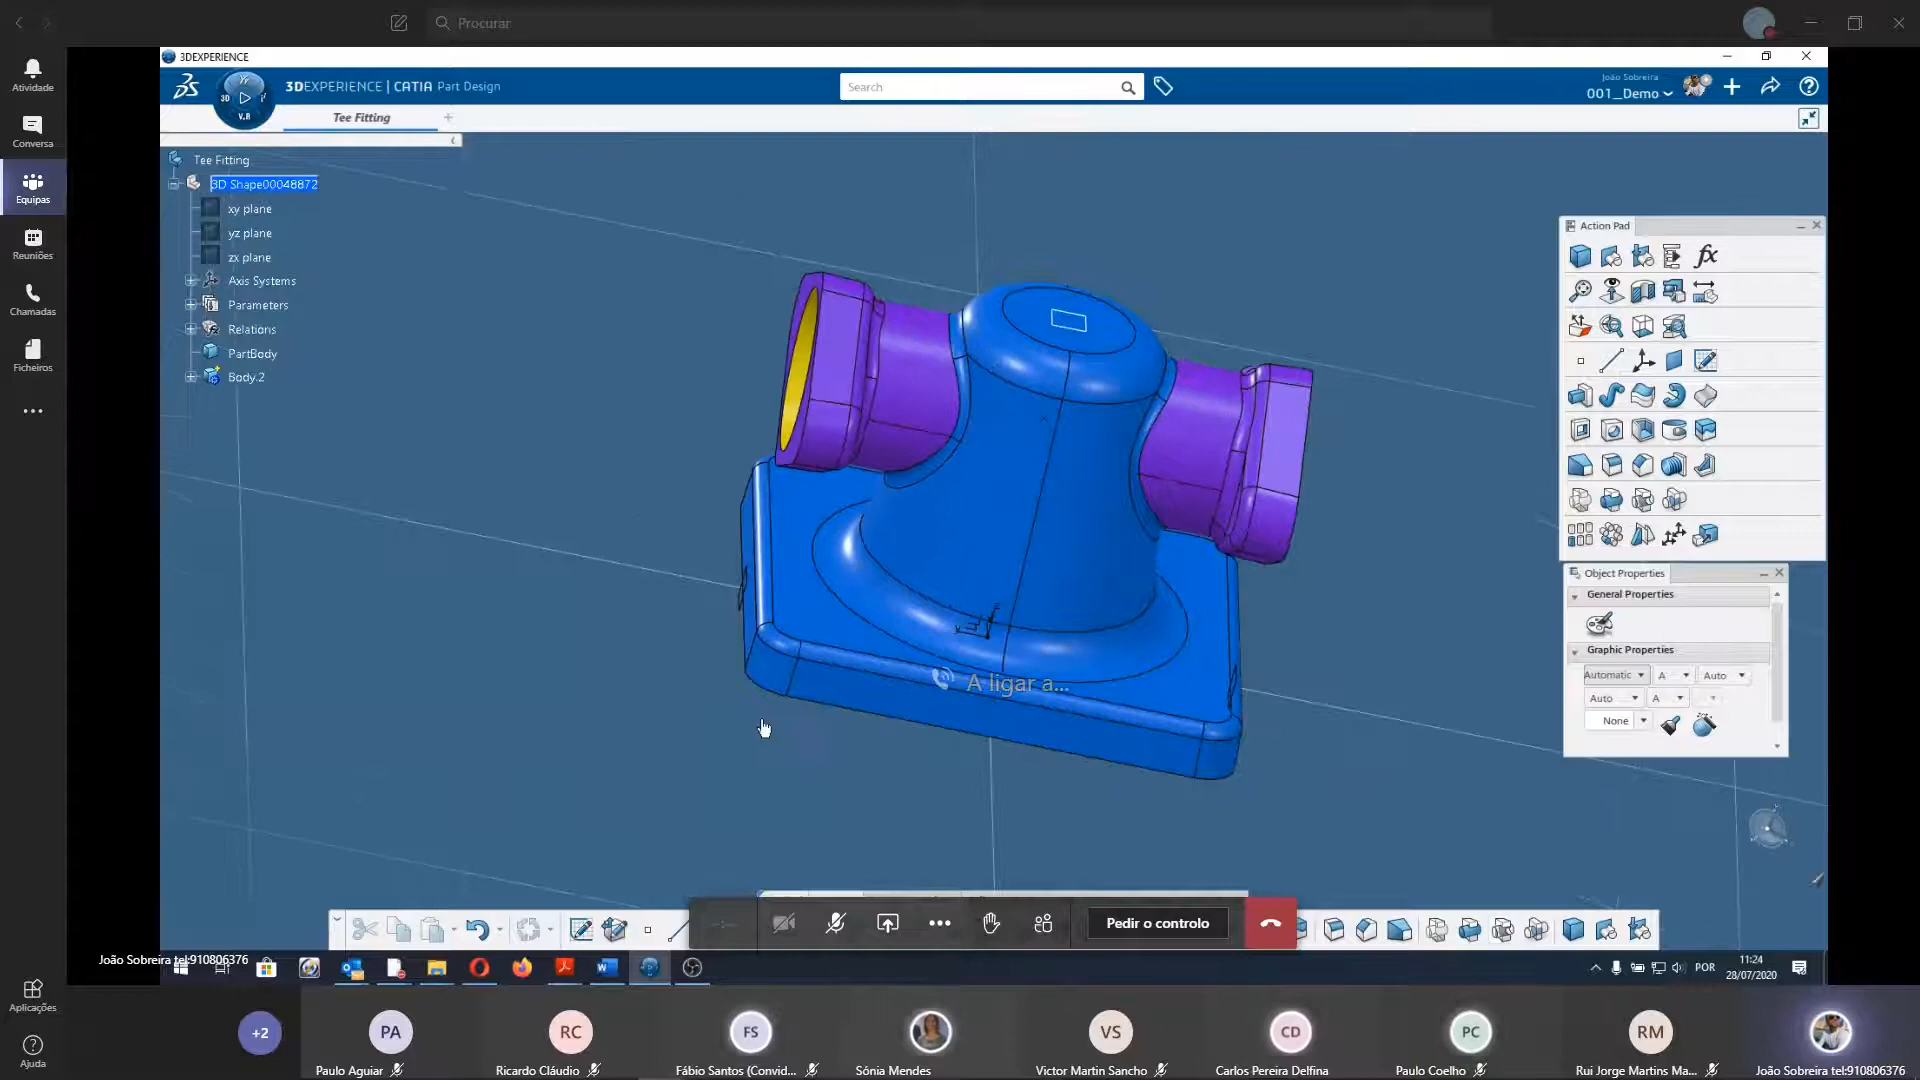 Procurar
Atividade
Conversa
Equipas
Reuniões
Chamadas
Ficheiros
Aplicações
Ajuda
3DEXPERIENCE
3DEXPERIENCE | CATIA Part Design
3D
V.R
Search
João Sobreira
001_Demo
Tee Fitting
Tee Fitting
3D Shape00048872
xy plane
yz plane
zx plane
Axis Systems
Parameters
Relations
PartBody
Body.2
Action Pad
fx
Object Properties
General Properties
Graphic Properties
Automatic
A
Auto
Auto
A
None
A ligar a...
Pedir o controlo
João Sobreira tel:910806376
POR
11:24
28/07/2020
+2
PA
RC
FS
VS
CD
PC
RM
Paulo Aguiar
Ricardo Cláudio
Fábio Santos (Convid...
Sónia Mendes
Victor Martin Sancho
Carlos Pereira Delfina
Paulo Coelho
Rui Jorge Martins Ma...
João Sobreira tel:910806376